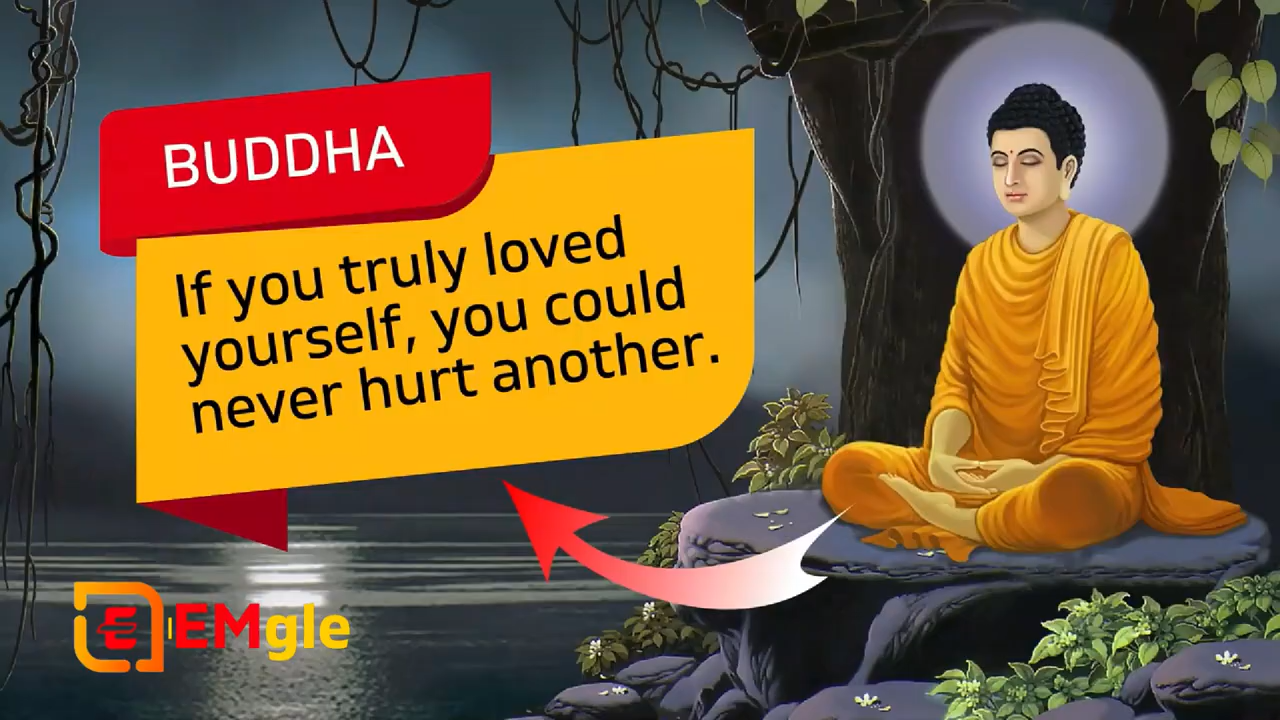 BUDDHA
If you truly loved
yourself, you could
never hurt another.
E EMgle